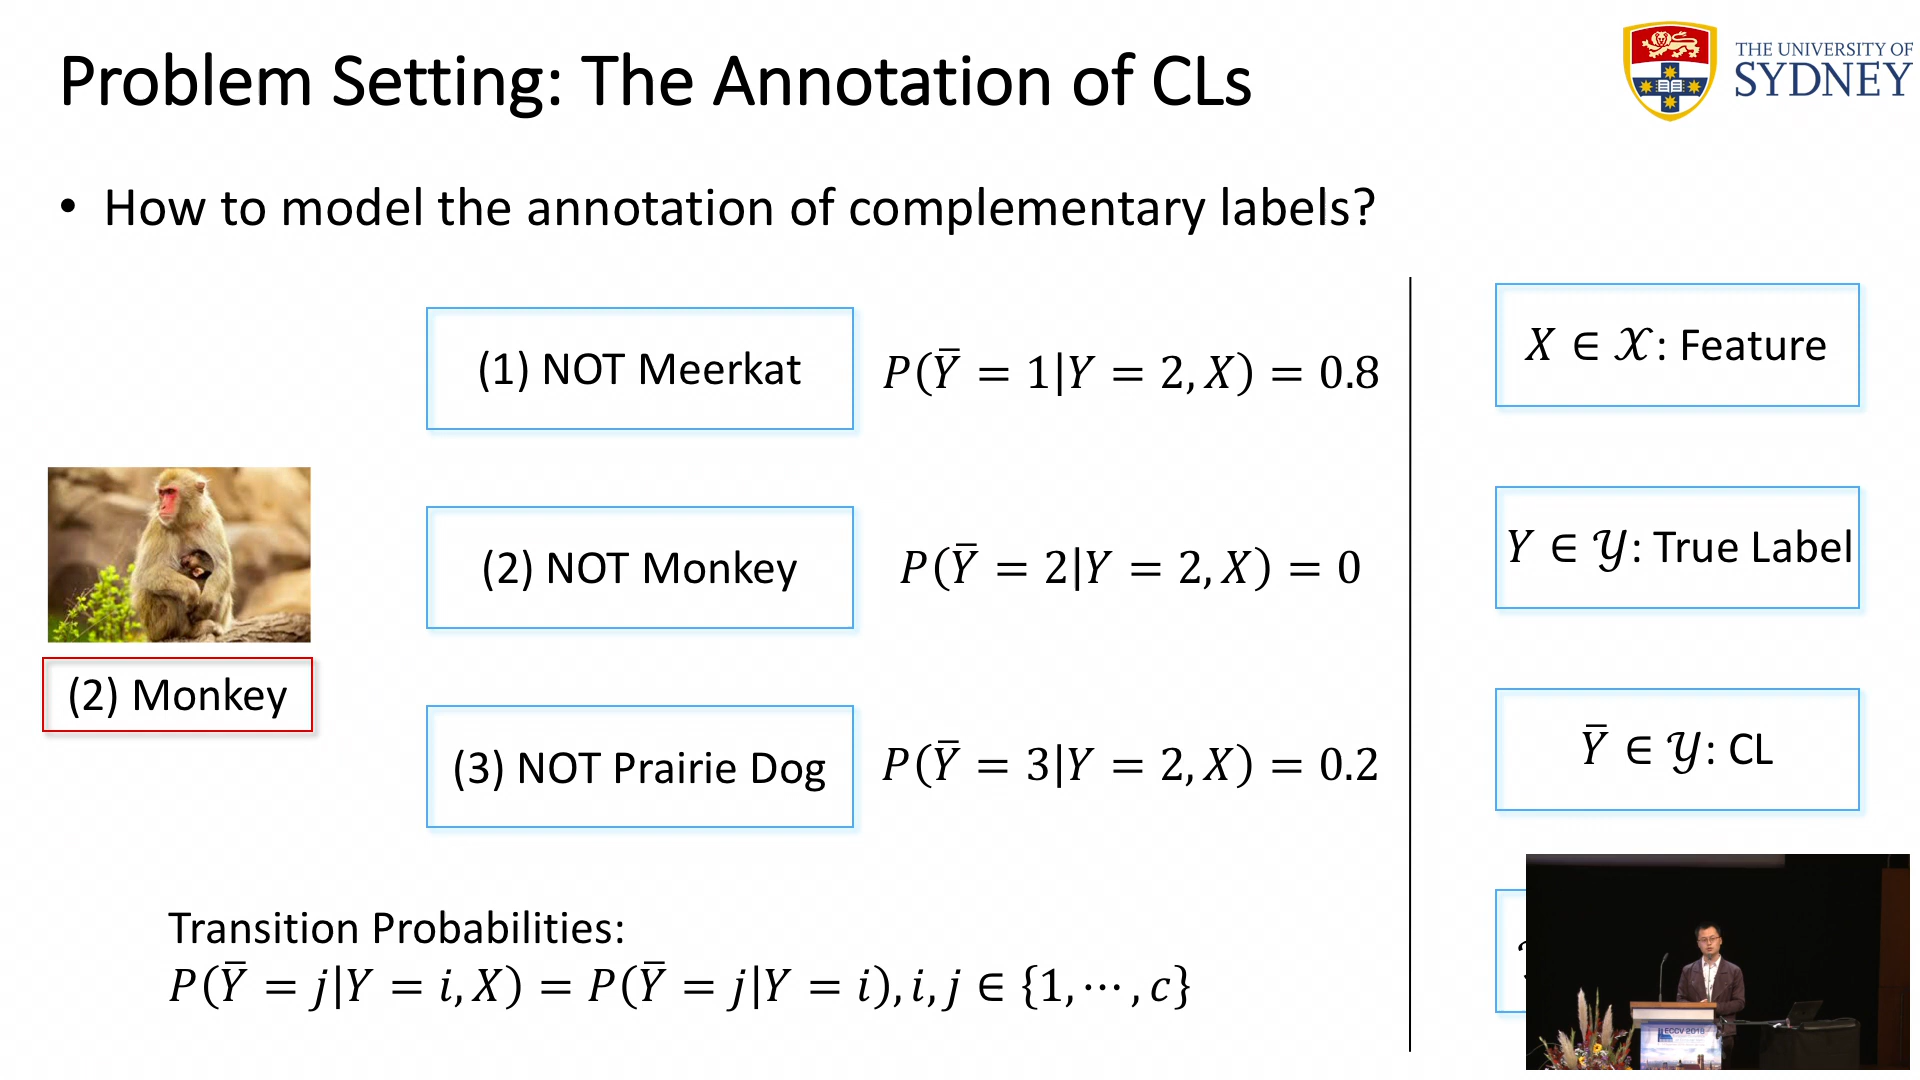 Problem Setting: The Annotation of CLs
THE UNIVERSITY OF
SYDNEY
• How to model the annotation of complementary labels?
(1) NOT Meerkat
P(Ȳ = 1|Y = 2, X) = 0.8
(2) NOT Monkey
P(Ȳ = 2|Y = 2, X) = 0
(3) NOT Prairie Dog
P(Ȳ = 3|Y = 2, X) = 0.2
(2) Monkey
Transition Probabilities:
P(Ȳ = j|Y = i, X) = P(Ȳ = j|Y = i), i, j ∈ {1, ⋯ , c}
X ∈ 𝒳: Feature
Y ∈ 𝒴: True Label
Ȳ ∈ 𝒴: CL
ECCV 2018